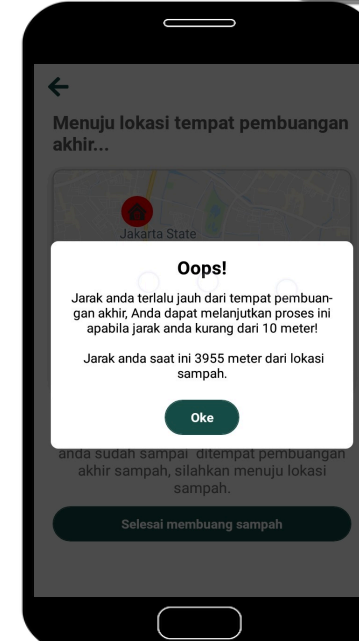 Menuju lokasi tempat pembuangan
akhir...
Jakarta State
Oops!
Jarak anda terlalu jauh dari tempat pembuan-
gan akhir, Anda dapat melanjutkan proses ini
apabila jarak anda kurang dari 10 meter!
Jarak anda saat ini 3955 meter dari lokasi
sampah.
Oke
anda sudah sampai ditempat pembuangan
akhir sampah, silahkan menuju lokasi
sampah.
Selesai membuang sampah